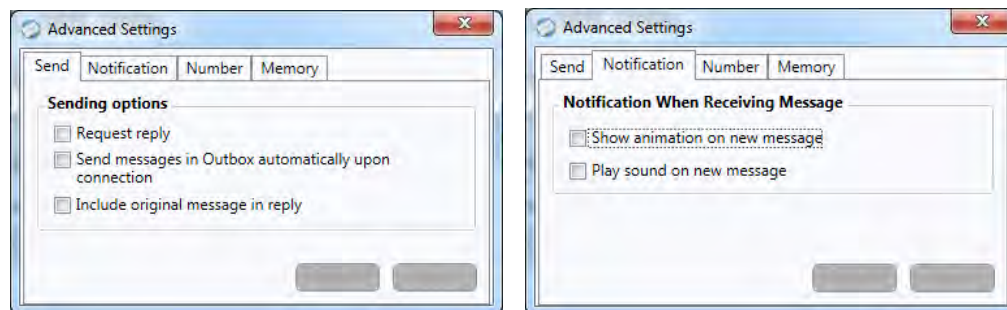 Advanced Settings
Send Notification Number Memory
Sending options
Request reply
Send messages in Outbox automatically upon
connection
Include original message in reply
Advanced Settings
Send Notification Number Memory
Notification When Receiving Message
Show animation on new message
Play sound on new message